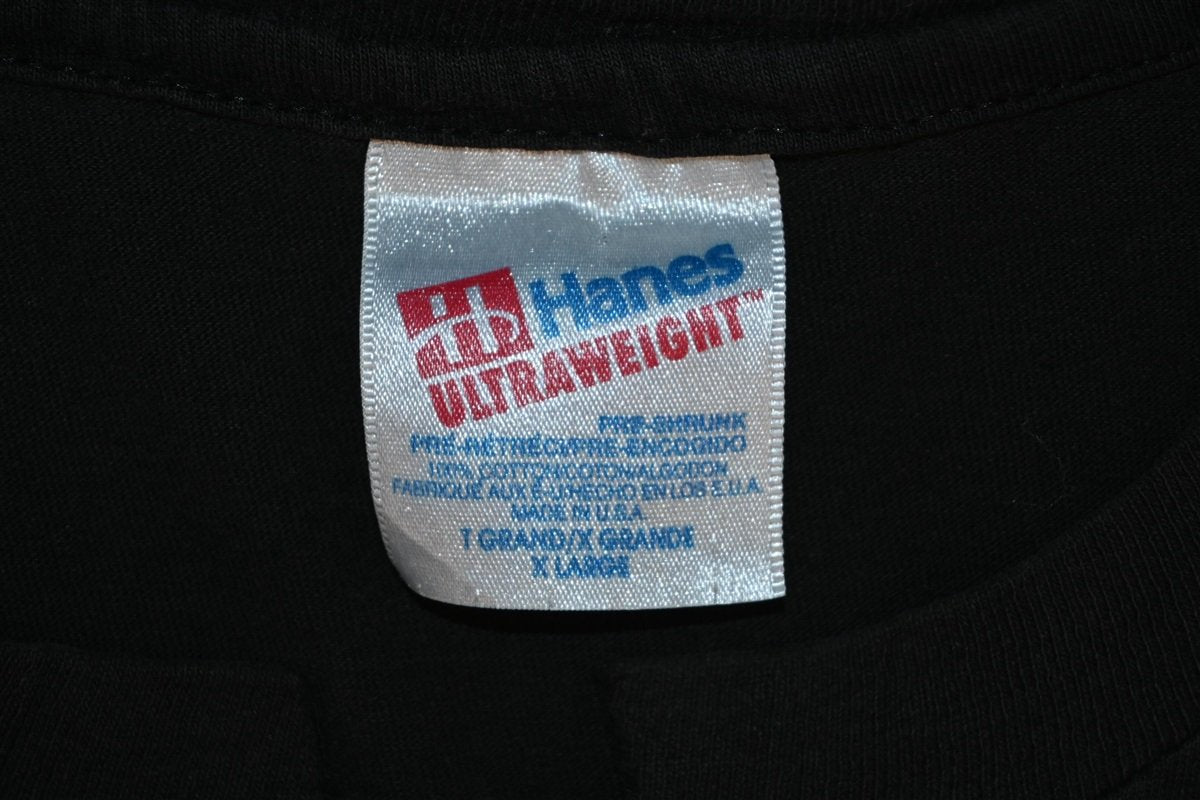 Hanes
ULTRAWEIGHT™
PRE-SHRUNK
PRÉ-RÉTRÉCI/PRE-ENCOGIDO
100% COTTON/COTON/ALGODON
FABRIQUÉ AUX É-U/HECHO EN LOS E.U.A.
MADE IN U.S.A.
T GRAND/X GRANDE
X LARGE